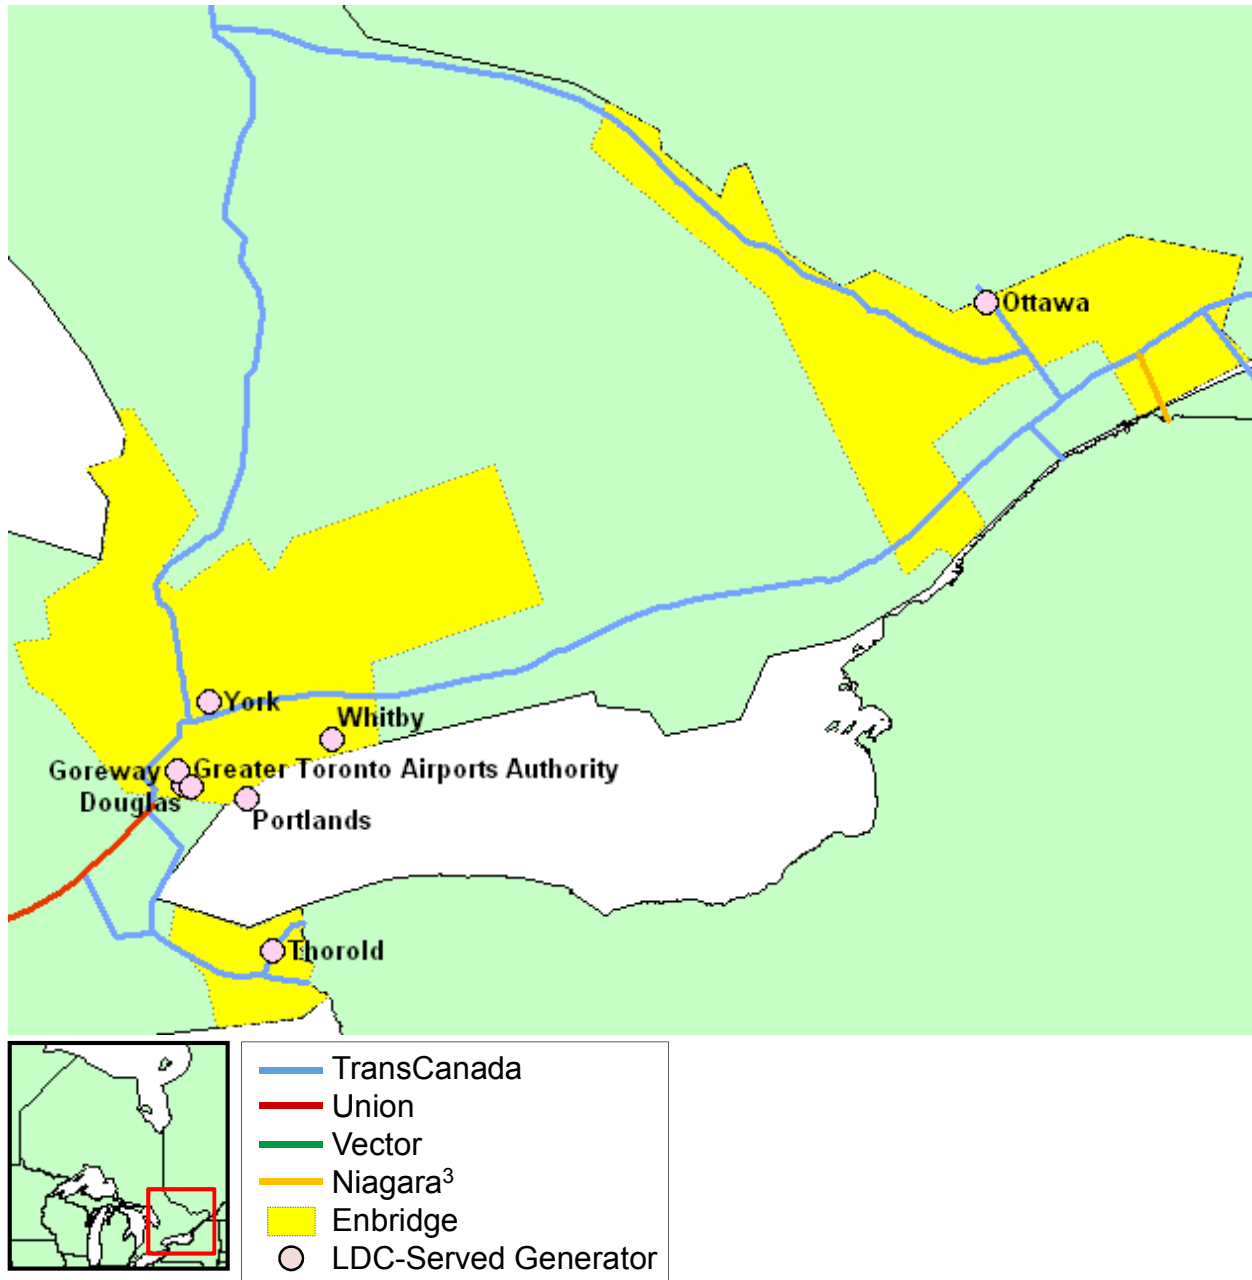 Ottawa
York
Whitby
Goreway
Greater Toronto Airports Authority
Douglas
Portlands
Thorold
TransCanada
Union
Vector
Niagara³
Enbridge
LDC-Served Generator